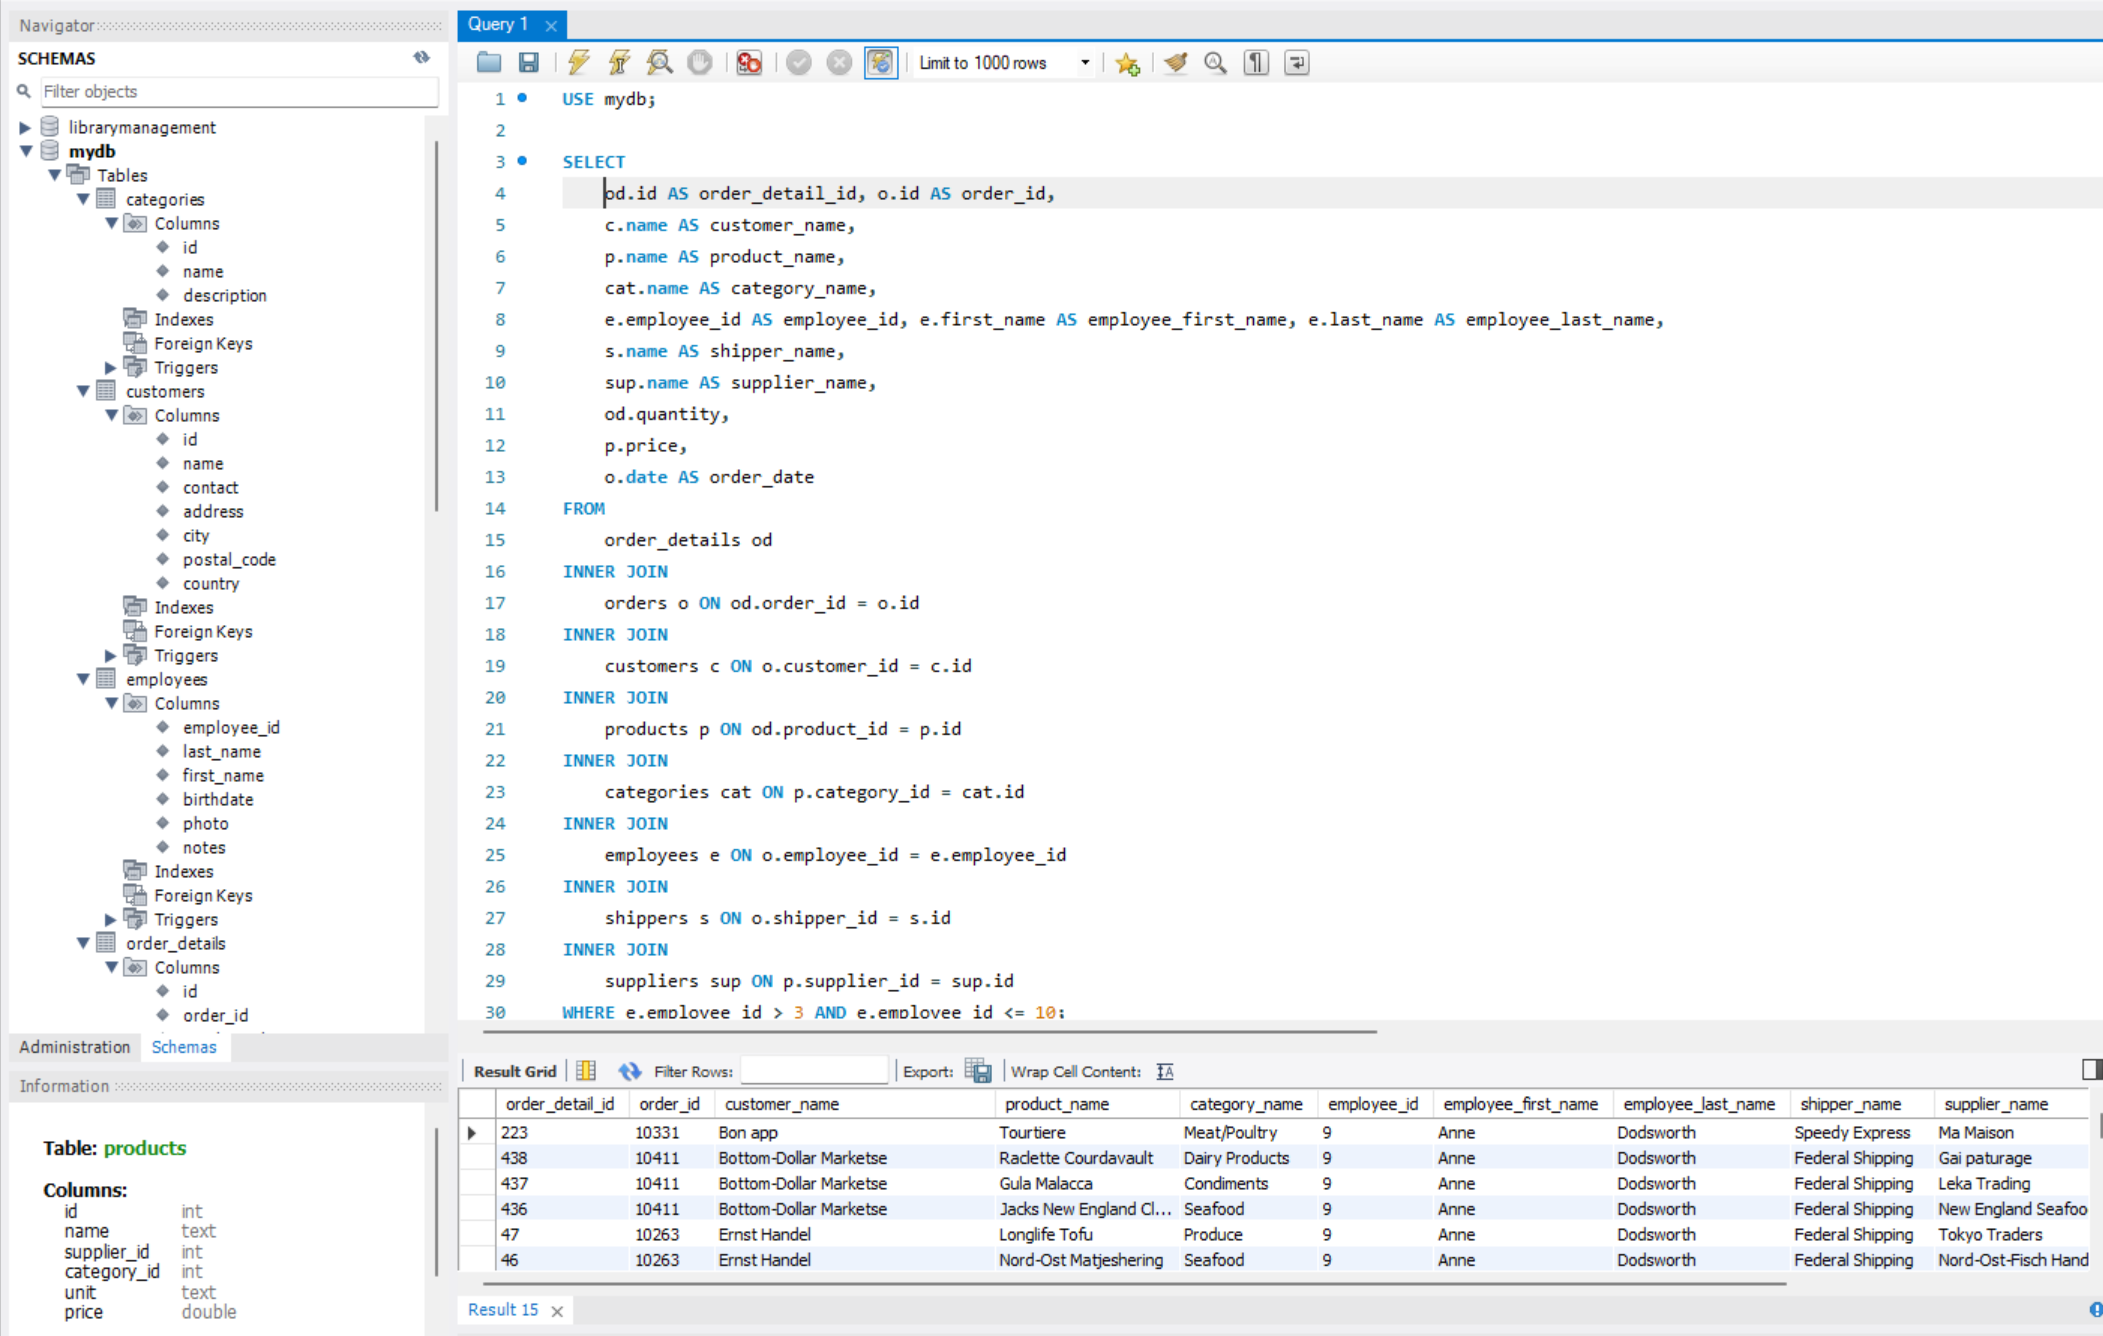 Navigator
SCHEMAS
Filter objects
librarymanagement
mydb
Tables
categories
Columns
id
name
description
Indexes
Foreign Keys
Triggers
customers
Columns
id
name
contact
address
city
postal_code
country
Indexes
Foreign Keys
Triggers
employees
Columns
employee_id
last_name
first_name
birthdate
photo
notes
Indexes
Foreign Keys
Triggers
order_details
Columns
id
order_id
Administration Schemas
Information
Table: products
Columns:
id int
name text
supplier_id int
category_id int
unit text
price double
Query 1
Limit to 1000 rows
1 USE mydb;
2
3 SELECT
4 od.id AS order_detail_id, o.id AS order_id,
5 c.name AS customer_name,
6 p.name AS product_name,
7 cat.name AS category_name,
8 e.employee_id AS employee_id, e.first_name AS employee_first_name, e.last_name AS employee_last_name,
9 s.name AS shipper_name,
10 sup.name AS supplier_name,
11 od.quantity,
12 p.price,
13 o.date AS order_date
14 FROM
15 order_details od
16 INNER JOIN
17 orders o ON od.order_id = o.id
18 INNER JOIN
19 customers c ON o.customer_id = c.id
20 INNER JOIN
21 products p ON od.product_id = p.id
22 INNER JOIN
23 categories cat ON p.category_id = cat.id
24 INNER JOIN
25 employees e ON o.employee_id = e.employee_id
26 INNER JOIN
27 shippers s ON o.shipper_id = s.id
28 INNER JOIN
29 suppliers sup ON p.supplier_id = sup.id
30 WHERE e.employee_id > 3 AND e.employee_id <= 10;
Result Grid Filter Rows: Export: Wrap Cell Content:
order_detail_id order_id customer_name product_name category_name employee_id employee_first_name employee_last_name shipper_name supplier_name
223 10331 Bon app Tourtiere Meat/Poultry 9 Anne Dodsworth Speedy Express Ma Maison
438 10411 Bottom-Dollar Marketse Raclette Courdavault Dairy Products 9 Anne Dodsworth Federal Shipping Gai paturage
437 10411 Bottom-Dollar Marketse Gula Malacca Condiments 9 Anne Dodsworth Federal Shipping Leka Trading
436 10411 Bottom-Dollar Marketse Jacks New England Cl... Seafood 9 Anne Dodsworth Federal Shipping New England Seafoo
47 10263 Ernst Handel Longlife Tofu Produce 9 Anne Dodsworth Federal Shipping Tokyo Traders
46 10263 Ernst Handel Nord-Ost Matjeshering Seafood 9 Anne Dodsworth Federal Shipping Nord-Ost-Fisch Hand
Result 15